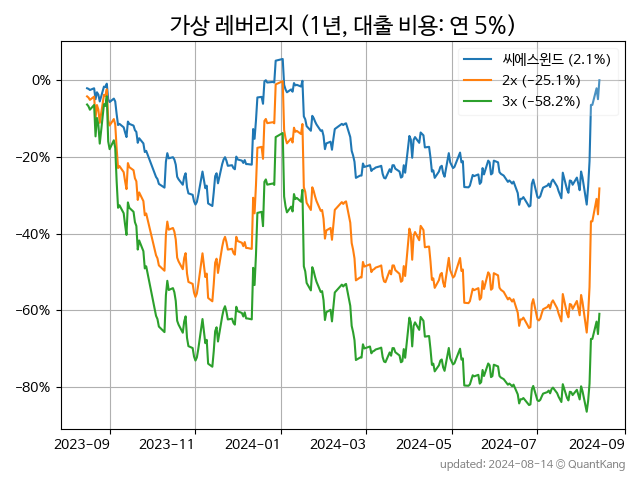 가상 레버리지 (1년, 대출 비용: 연 5%)
씨에스윈드 (2.1%)
2x (−25.1%)
3x (−58.2%)
0%
−20%
−40%
−60%
−80%
2023-09 2023-11 2024-01 2024-03 2024-05 2024-07 2024-09
updated: 2024-08-14 © QuantKang